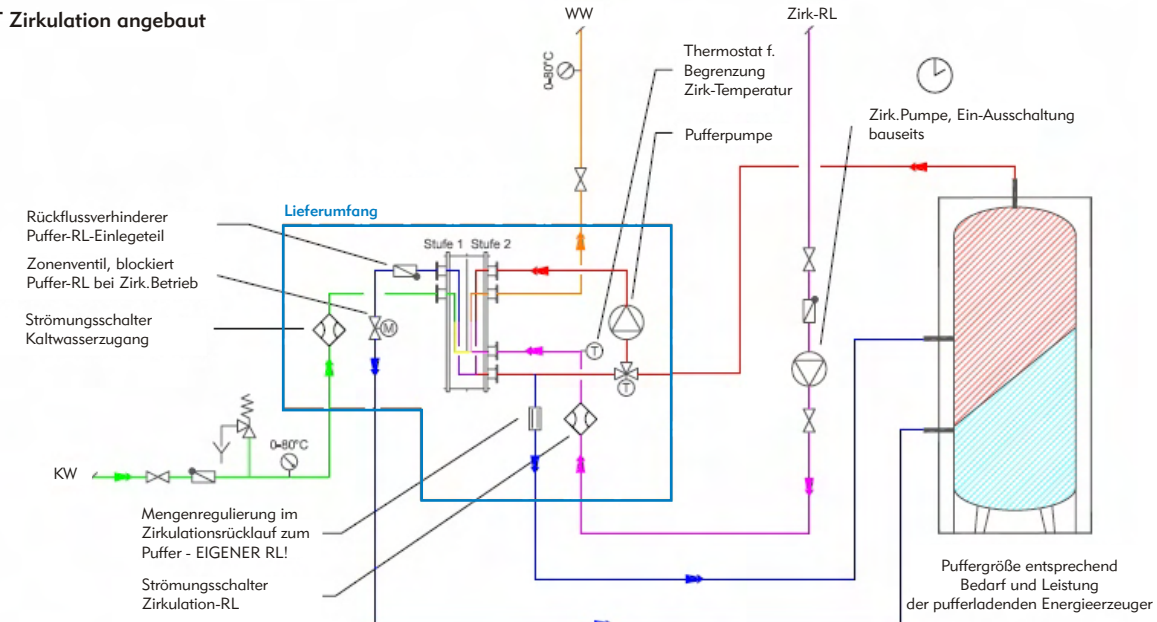 T Zirkulation angebaut
WW
Zirk-RL
0-80°C
Thermostat f.
Begrenzung
Zirk-Temperatur
Pufferpumpe
Zirk.Pumpe, Ein-Ausschaltung
bauseits
Rückflussverhinderer
Puffer-RL-Einlegeteil
Zonenventil, blockiert
Puffer-RL bei Zirk.Betrieb
Strömungsschalter
Kaltwasserzugang
Lieferumfang
Stufe 1
Stufe 2
M
T
T
0-80°C
KW
Mengenregulierung im
Zirkulationsrücklauf zum
Puffer - EIGENER RL!
Strömungsschalter
Zirkulation-RL
Puffergröße entsprechend
Bedarf und Leistung
der pufferladenden Energieerzeuger